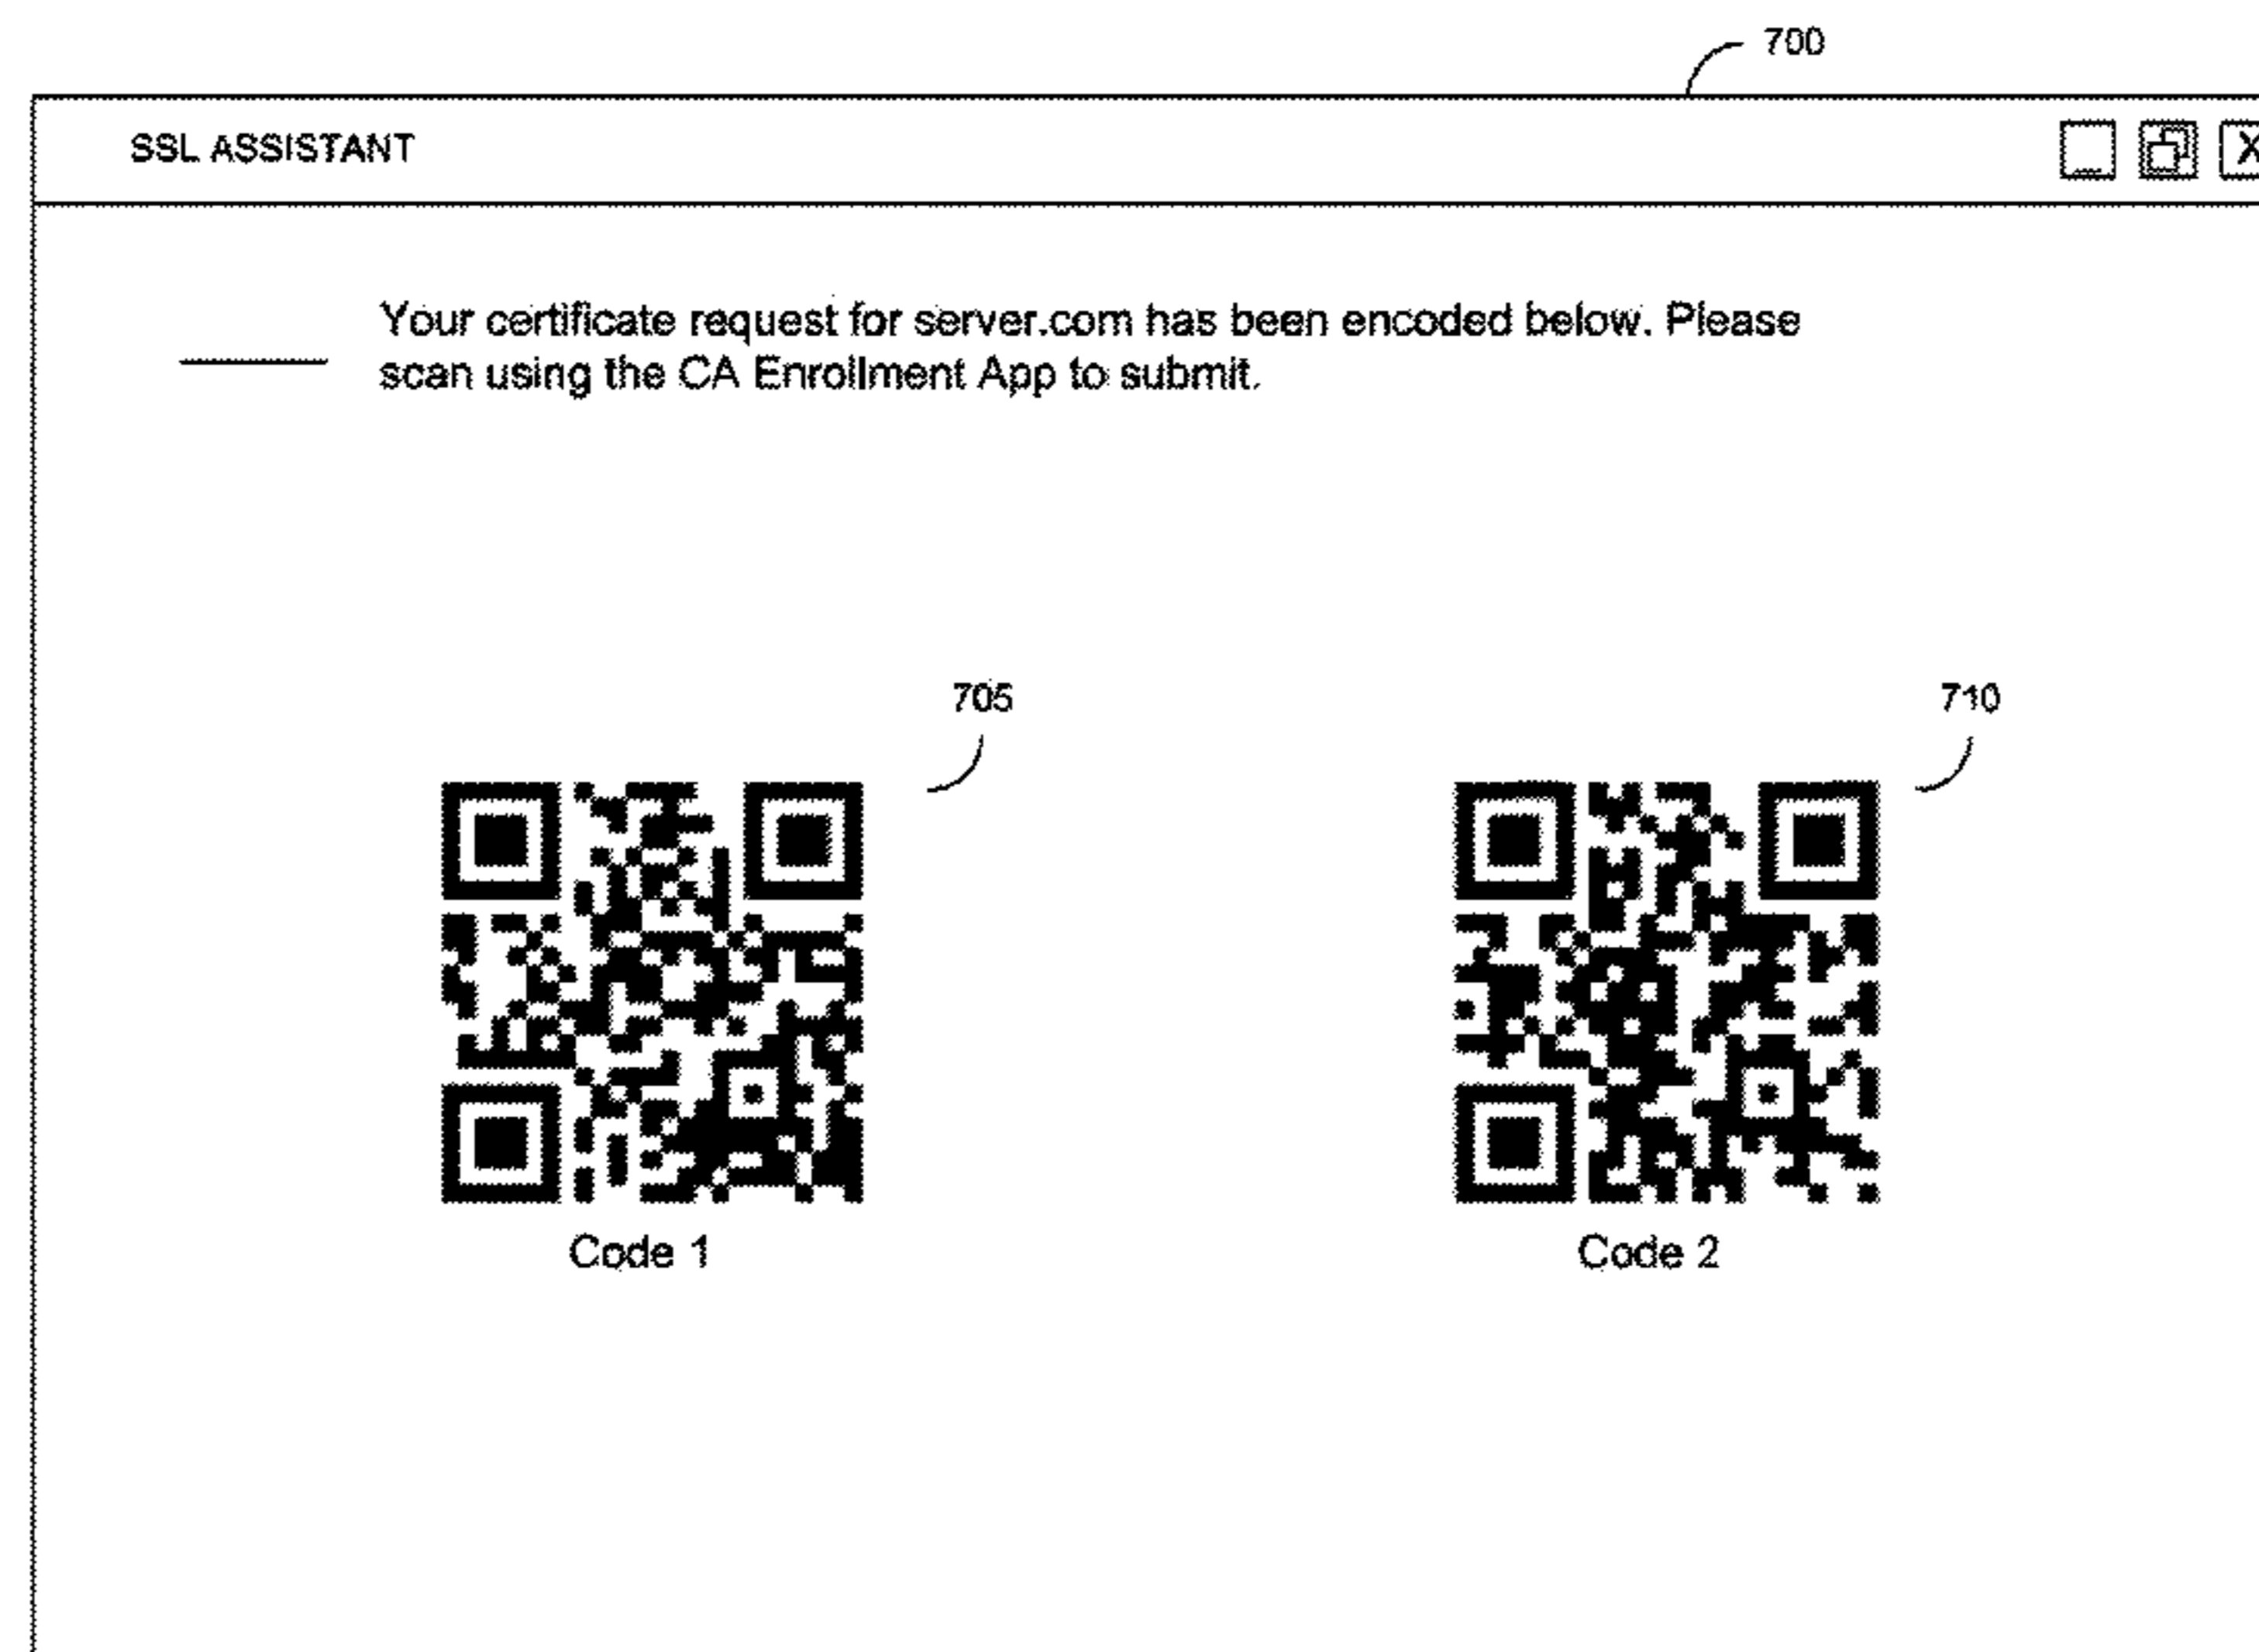 700
SSL ASSISTANT
X
Your certificate request for server.com has been encoded below. Please
scan using the CA Enrollment App to submit.
705
710
Code 1
Code 2